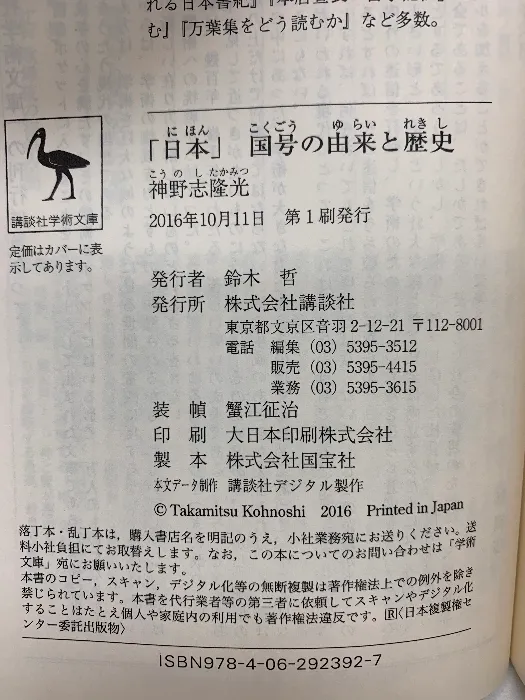 れる日本書紀』『本居宣長『古事記伝』を読
む』『万葉集をどう読むか』など多数。
講談社学術文庫
定価はカバーに表
示してあります。
にほん こくごう ゆらい れきし
「日本」 国号の由来と歴史
こうのし たかみつ
神野志隆光
2016年10月11日 第1刷発行
発行者 鈴木 哲
発行所 株式会社講談社
東京都文京区音羽 2-12-21 〒112-8001
電話 編集 (03) 5395-3512
販売 (03) 5395-4415
業務 (03) 5395-3615
装 幀 蟹江征治
印 刷 大日本印刷株式会社
製 本 株式会社国宝社
本文データ制作 講談社デジタル製作
© Takamitsu Kohnoshi 2016 Printed in Japan
落丁本・乱丁本は，購入書店名を明記のうえ，小社業務宛にお送りください。送
料小社負担にてお取替えします。なお，この本についてのお問い合わせは「学術
文庫」宛にお願いいたします。
本書のコピー，スキャン，デジタル化等の無断複製は著作権法上での例外を除き
禁じられています。本書を代行業者等の第三者に依頼してスキャンやデジタル化
することはたとえ個人や家庭内の利用でも著作権法違反です。Ⓡ〈日本複製権セ
ンター委託出版物〉
ISBN978-4-06-292392-7